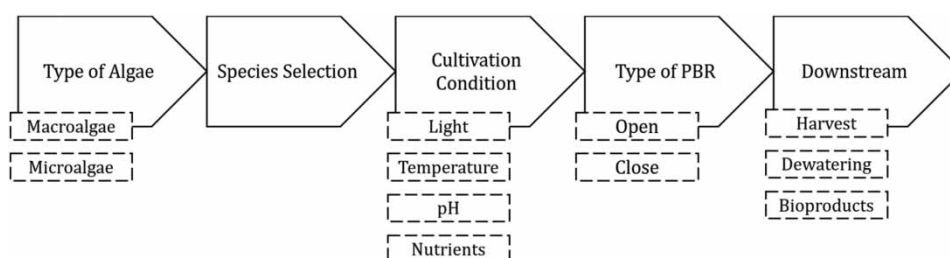 Type of Algae
Macroalgae
Microalgae
Species Selection
Cultivation
Condition
Light
Temperature
pH
Nutrients
Type of PBR
Open
Close
Downstream
Harvest
Dewatering
Bioproducts